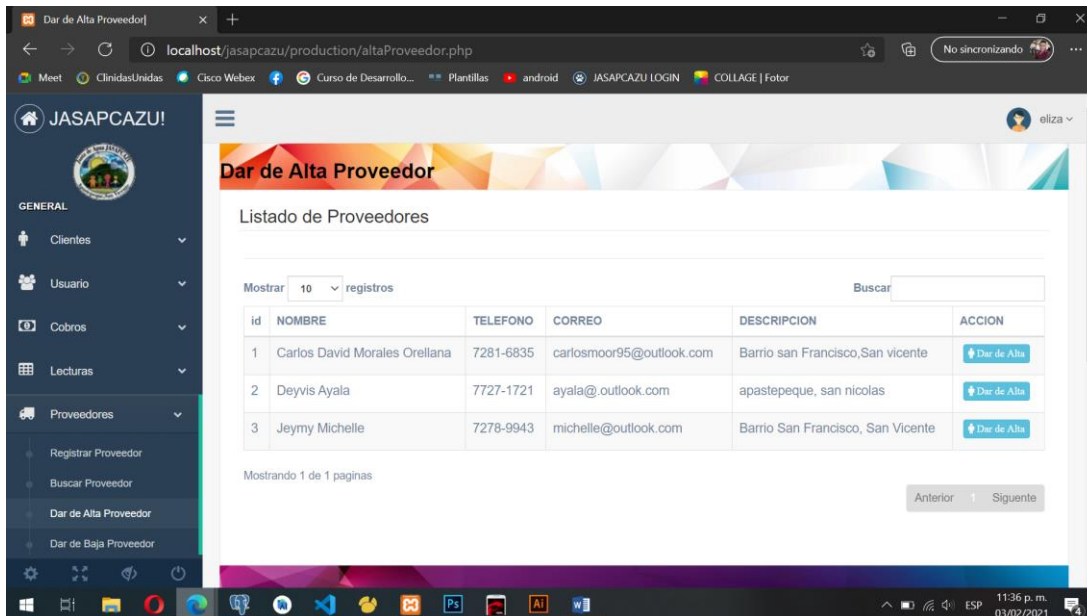 Dar de Alta Proveedor|
localhost/jasapcazu/production/altaProveedor.php
No sincronizando
Meet ClinidasUnidas Cisco Webex Curso de Desarrollo... Plantillas android JASAPCAZU LOGIN COLLAGE | Fotor
JASAPCAZU!
eliza
GENERAL
Clientes
Usuario
Cobros
Lecturas
Proveedores
Registrar Proveedor
Buscar Proveedor
Dar de Alta Proveedor
Dar de Baja Proveedor
Dar de Alta Proveedor
Listado de Proveedores
Mostrar 10 registros Buscar
id NOMBRE TELEFONO CORREO DESCRIPCION ACCION
1 Carlos David Morales Orellana 7281-6835 carlosmoor95@outlook.com Barrio san Francisco,San vicente Dar de Alta
2 Deyvis Ayala 7727-1721 ayala@.outlook.com apastepeque, san nicolas Dar de Alta
3 Jeymy Michelle 7278-9943 michelle@outlook.com Barrio San Francisco, San Vicente Dar de Alta
Mostrando 1 de 1 paginas
Anterior 1 Siguente
Ps Ai ESP 11:36 p. m.
03/02/2021